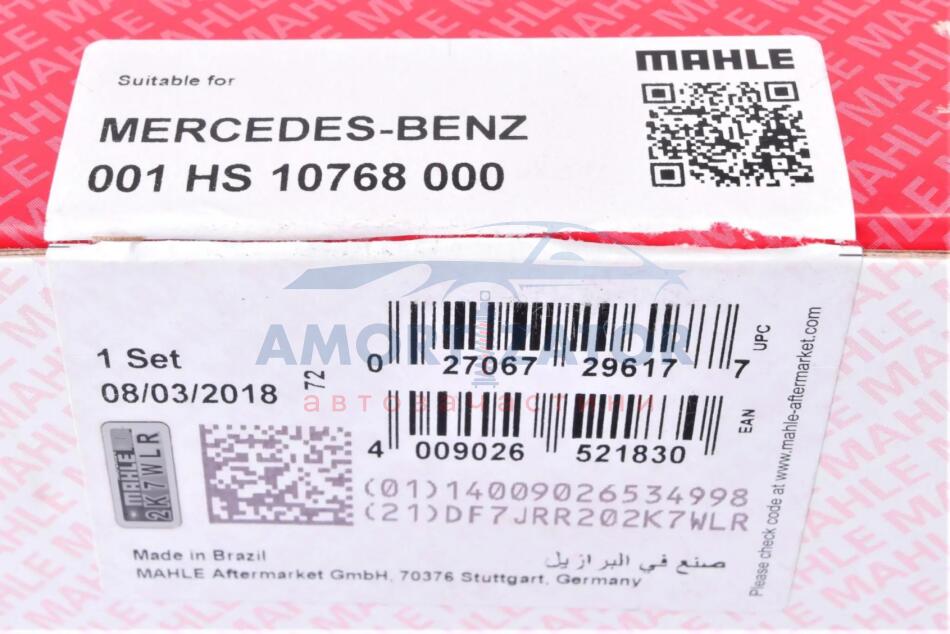 MAHLE
Suitable for
MERCEDES-BENZ
001 HS 10768 000
1 Set
08/03/2018
72
0 27067 29617 7
UPC
4 009026 521830
EAN
AMORTIZATOR
автозапчастини
MAHLE
2K7WLR
(01)14009026534998
(21)DF7JRR202K7WLR
Made in Brazil
صنع في البرازيل
MAHLE Aftermarket GmbH, 70376 Stuttgart, Germany
Please check code at www.mahle-aftermarket.com